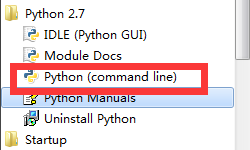 Python 2.7
IDLE (Python GUI)
Module Docs
Python (command line)
Python Manuals
Uninstall Python
Startup